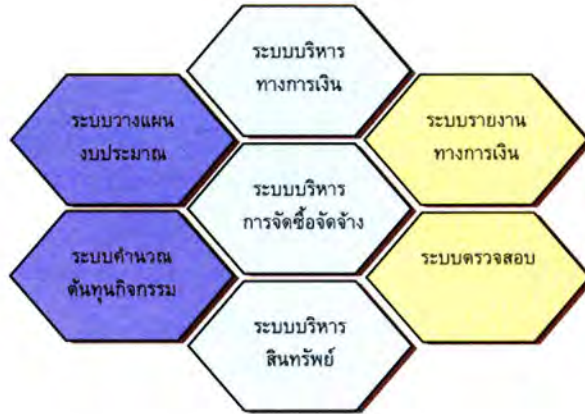 ระบบบริหาร
ทางการเงิน
ระบบวางแผน
งบประมาณ
ระบบรายงาน
ทางการเงิน
ระบบบริหาร
การจัดซื้อจัดจ้าง
ระบบคำนวณ
ต้นทุนกิจกรรม
ระบบตรวจสอบ
ระบบบริหาร
สินทรัพย์